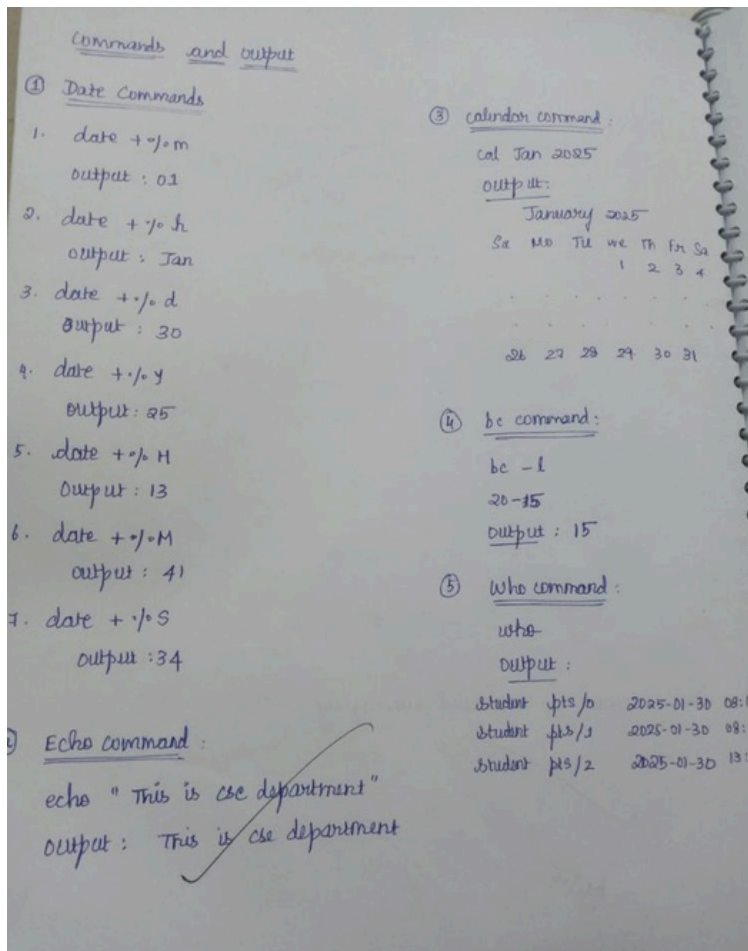 Commands and output
① Date Commands
1. date +%m
output : 01
2. date +%h
output : Jan
3. date +%d
output : 30
4. date +%y
output : 25
5. date +%H
output : 13
6. date +%M
output : 41
7. date +%S
output : 34
Echo command :
echo " This is cse department"
output : This is cse department
③ calendar command :
cal Jan 2025
output :
January 2025
Sa Mo Tu We Th Fr Sa
1 2 3 4
. . . . . . .
. . . . . . .
26 27 28 29 30 31
④ bc command :
bc -l
20-15
output : 15
⑤ Who command :
who
output :
student pts/0 2025-01-30 08:
student pts/1 2025-01-30 08:
student pts/2 2025-01-30 13: